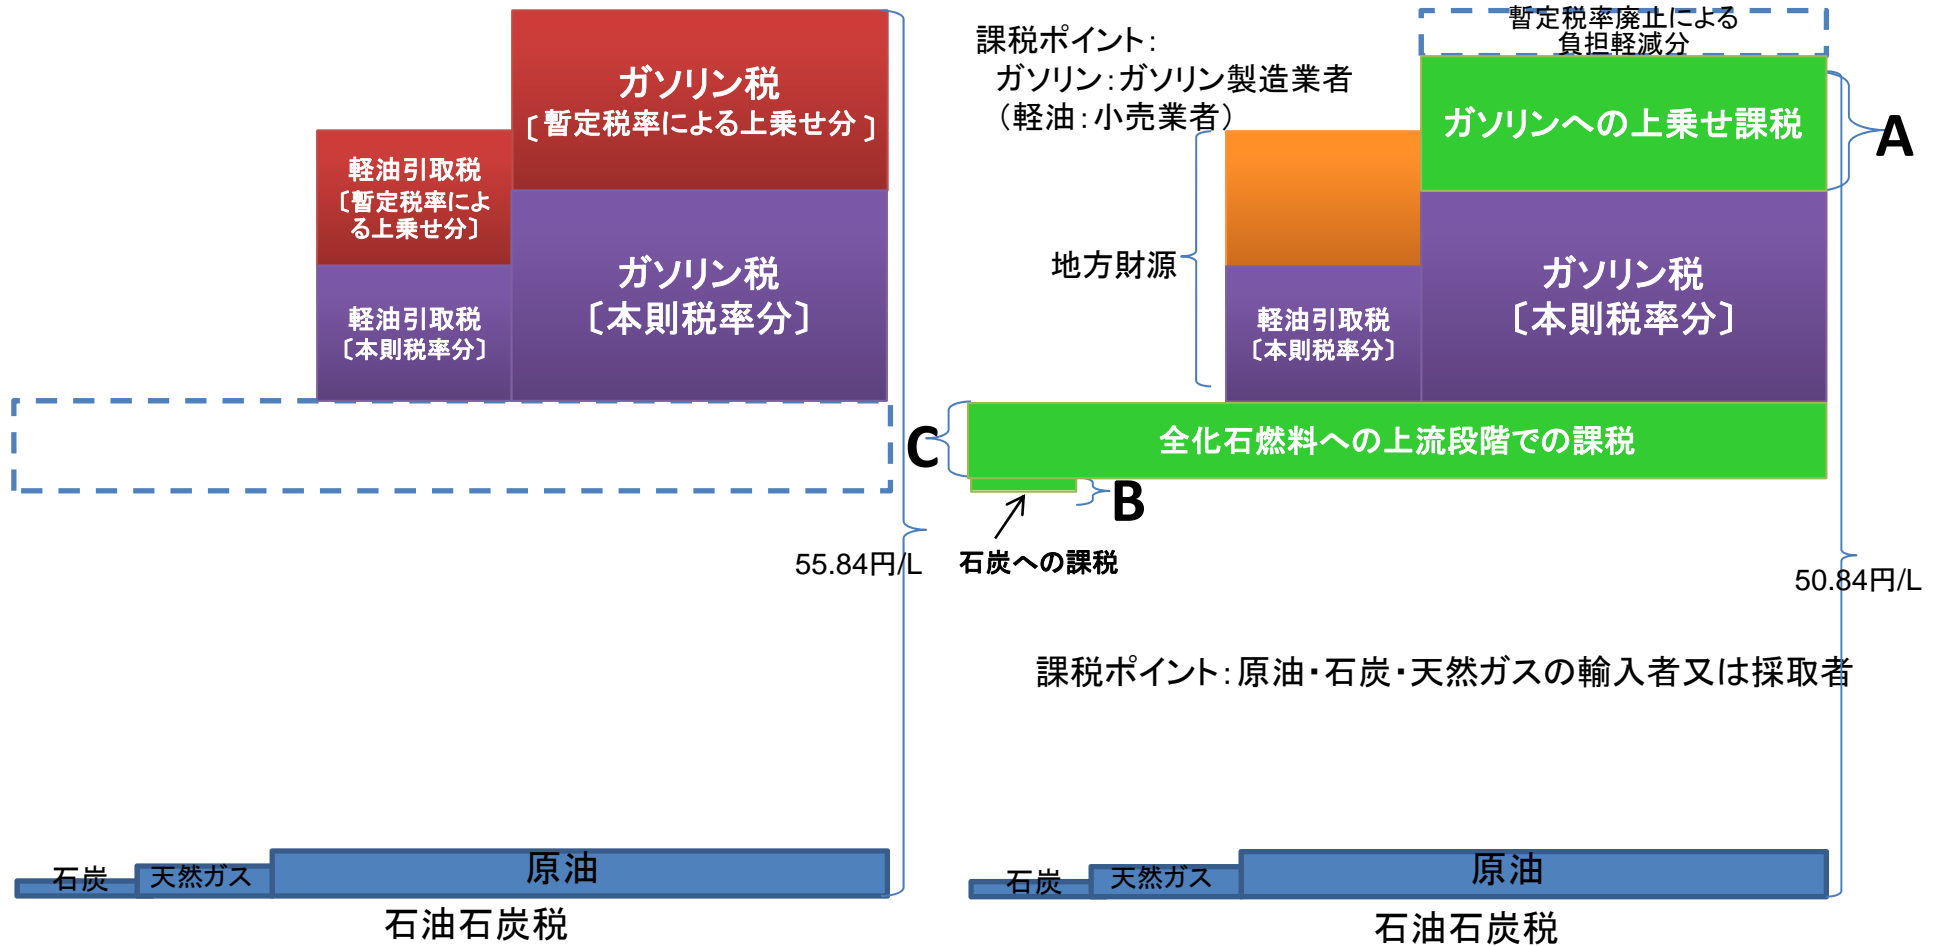 ガソリン税
〔暫定税率による上乗せ分〕
軽油引取税
〔暫定税率によ
る上乗せ分〕
ガソリン税
〔本則税率分〕
軽油引取税
〔本則税率分〕
55.84円/L
石炭
天然ガス
原油
石油石炭税
課税ポイント：
ガソリン：ガソリン製造業者
（軽油：小売業者）
暫定税率廃止による
負担軽減分
ガソリンへの上乗せ課税
A
地方財源
ガソリン税
〔本則税率分〕
軽油引取税
〔本則税率分〕
C
全化石燃料への上流段階での課税
B
石炭への課税
50.84円/L
課税ポイント：原油・石炭・天然ガスの輸入者又は採取者
石炭
天然ガス
原油
石油石炭税